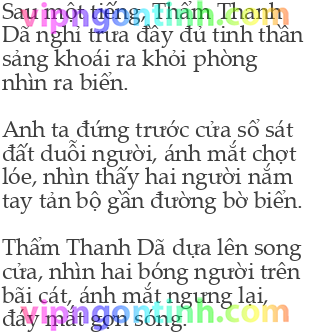 Sau một tiếng, Thẩm Thanh
Dã nghỉ trưa đầy đủ tinh thần
sảng khoái ra khỏi phòng
nhìn ra biển.
Anh ta đứng trước cửa sổ sát
đất duỗi người, ánh mắt chợt
lóe, nhìn thấy hai người nắm
tay tản bộ gần đường bờ biển.
Thẩm Thanh Dã dựa lên song
cửa, nhìn hai bóng người trên
bãi cát, ánh mắt ngưng lại,
đáy mắt gợn sóng.
vipngontinh.com
vipngontinh.com